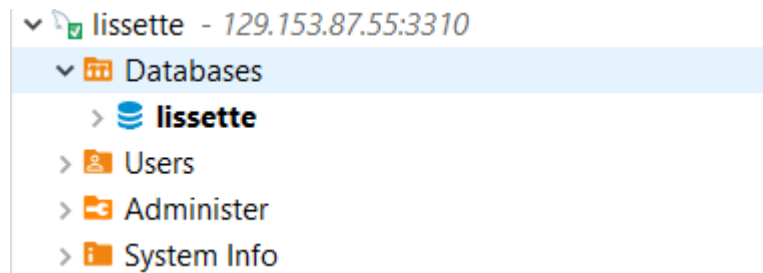 lissette - 129.153.87.55:3310
Databases
lissette
Users
Administer
System Info